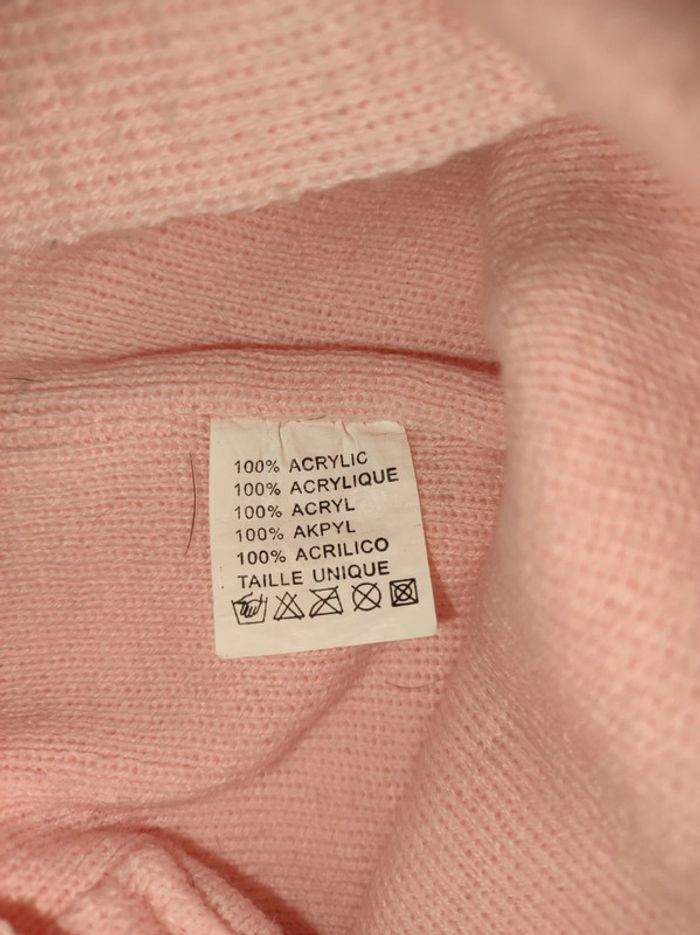 100% ACRYLIC
100% ACRYLIQUE
100% ACRYL
100% AKPYL
100% ACRILICO
TAILLE UNIQUE